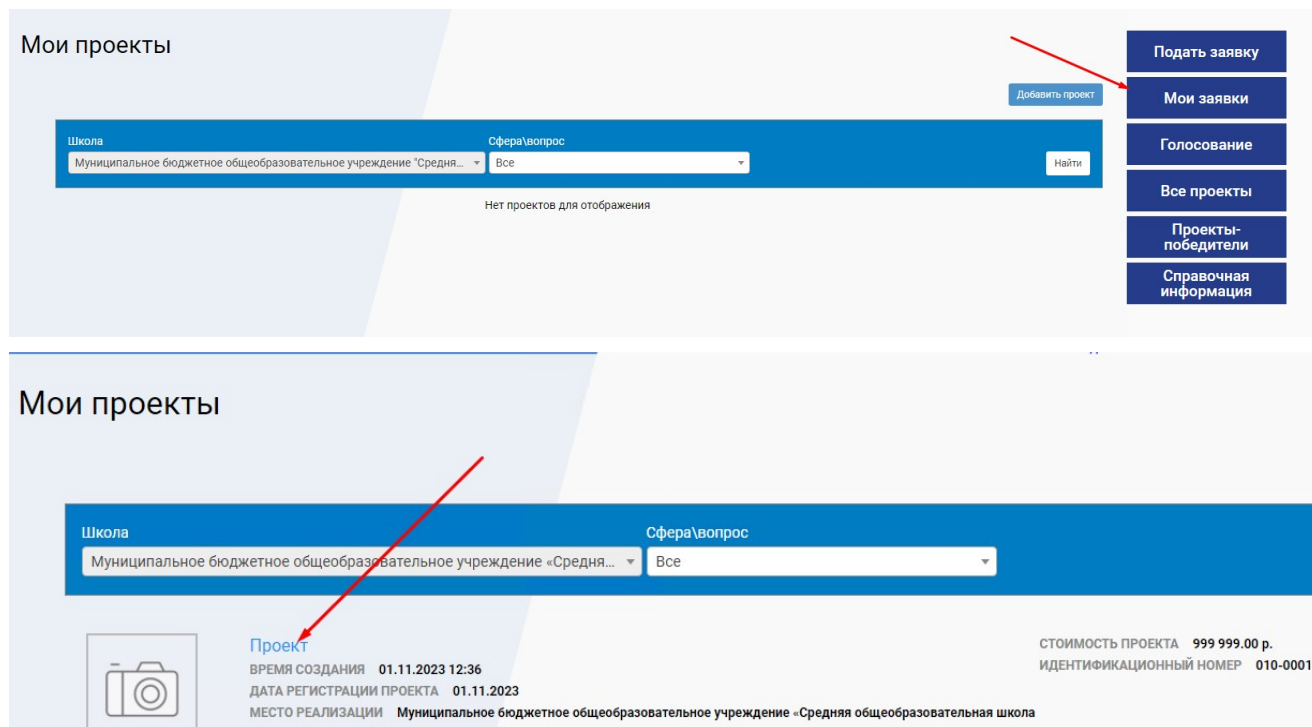 Мои проекты
Подать заявку
Добавить проект
Мои заявки
Школа
Сфера\вопрос
Муниципальное бюджетное общеобразовательное учреждение "Средня...
Все
Найти
Голосование
Нет проектов для отображения
Все проекты
Проекты-
победители
Справочная
информация
Мои проекты
Школа
Сфера\вопрос
Муниципальное бюджетное общеобразовательное учреждение «Средня...
Все
Проект
ВРЕМЯ СОЗДАНИЯ 01.11.2023 12:36
ДАТА РЕГИСТРАЦИИ ПРОЕКТА 01.11.2023
МЕСТО РЕАЛИЗАЦИИ Муниципальное бюджетное общеобразовательное учреждение «Средняя общеобразовательная школа
СТОИМОСТЬ ПРОЕКТА 999 999.00 р.
ИДЕНТИФИКАЦИОННЫЙ НОМЕР 010-0001